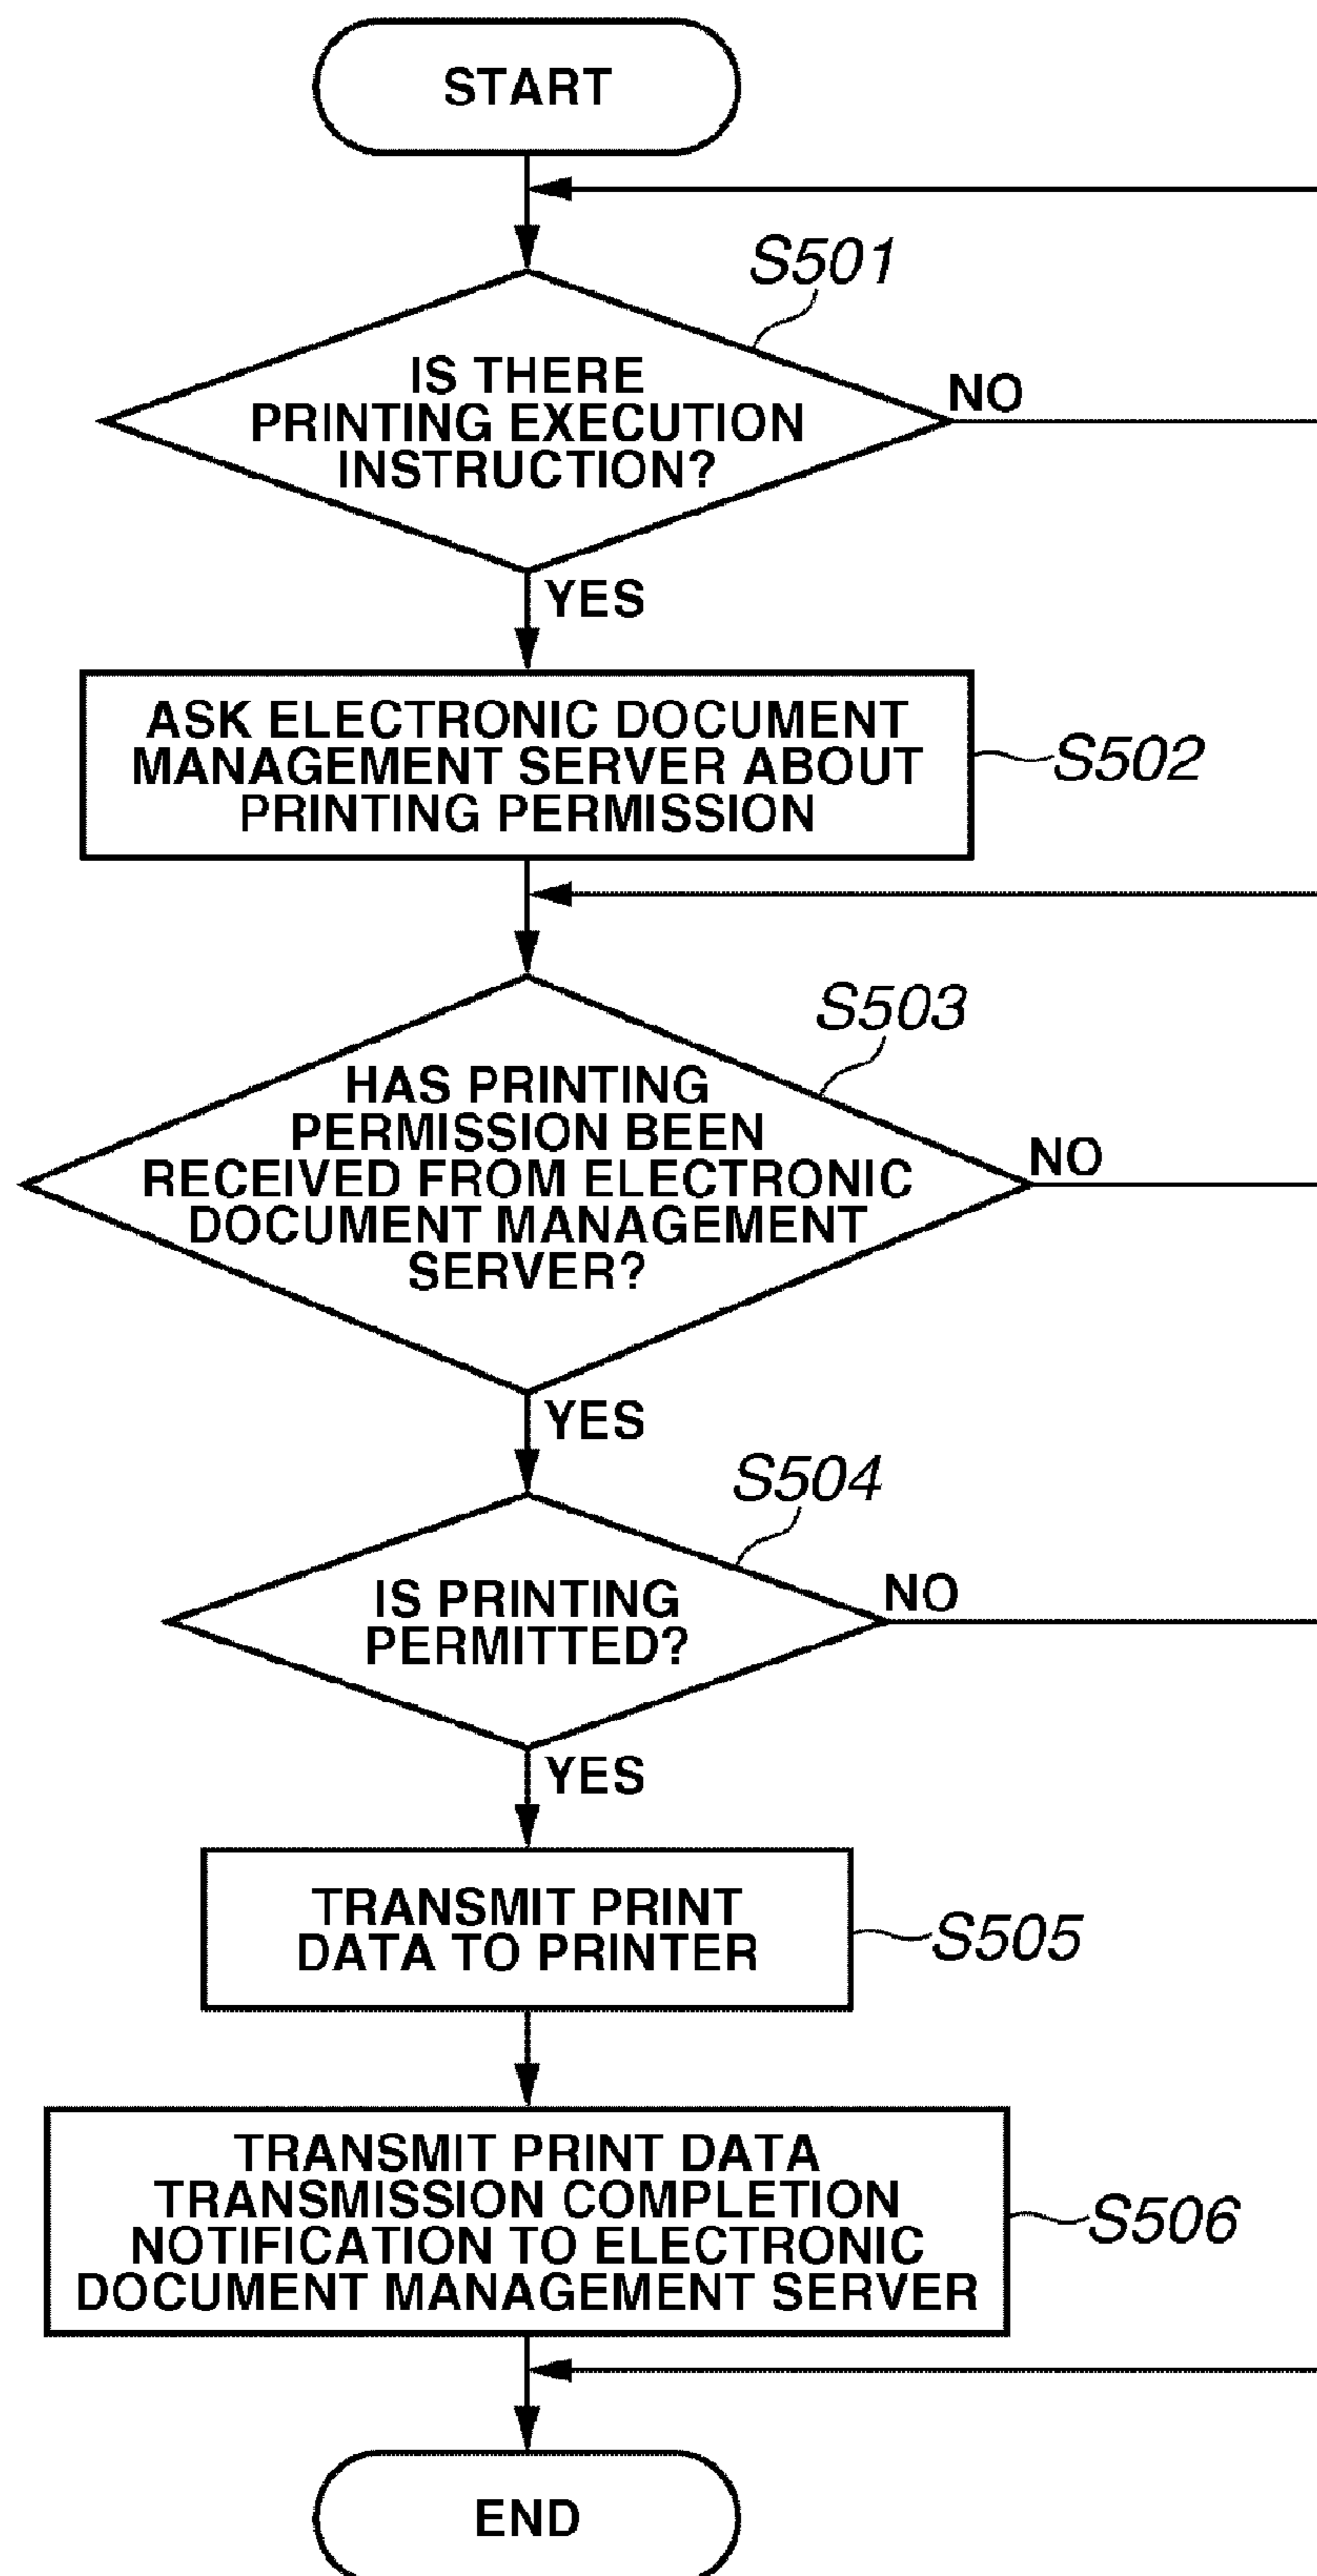 START
S501
IS THERE
PRINTING EXECUTION
INSTRUCTION?
NO
YES
ASK ELECTRONIC DOCUMENT
MANAGEMENT SERVER ABOUT
PRINTING PERMISSION
S502
S503
HAS PRINTING
PERMISSION BEEN
RECEIVED FROM ELECTRONIC
DOCUMENT MANAGEMENT
SERVER?
NO
YES
S504
IS PRINTING
PERMITTED?
NO
YES
TRANSMIT PRINT
DATA TO PRINTER
S505
TRANSMIT PRINT DATA
TRANSMISSION COMPLETION
NOTIFICATION TO ELECTRONIC
DOCUMENT MANAGEMENT SERVER
S506
END